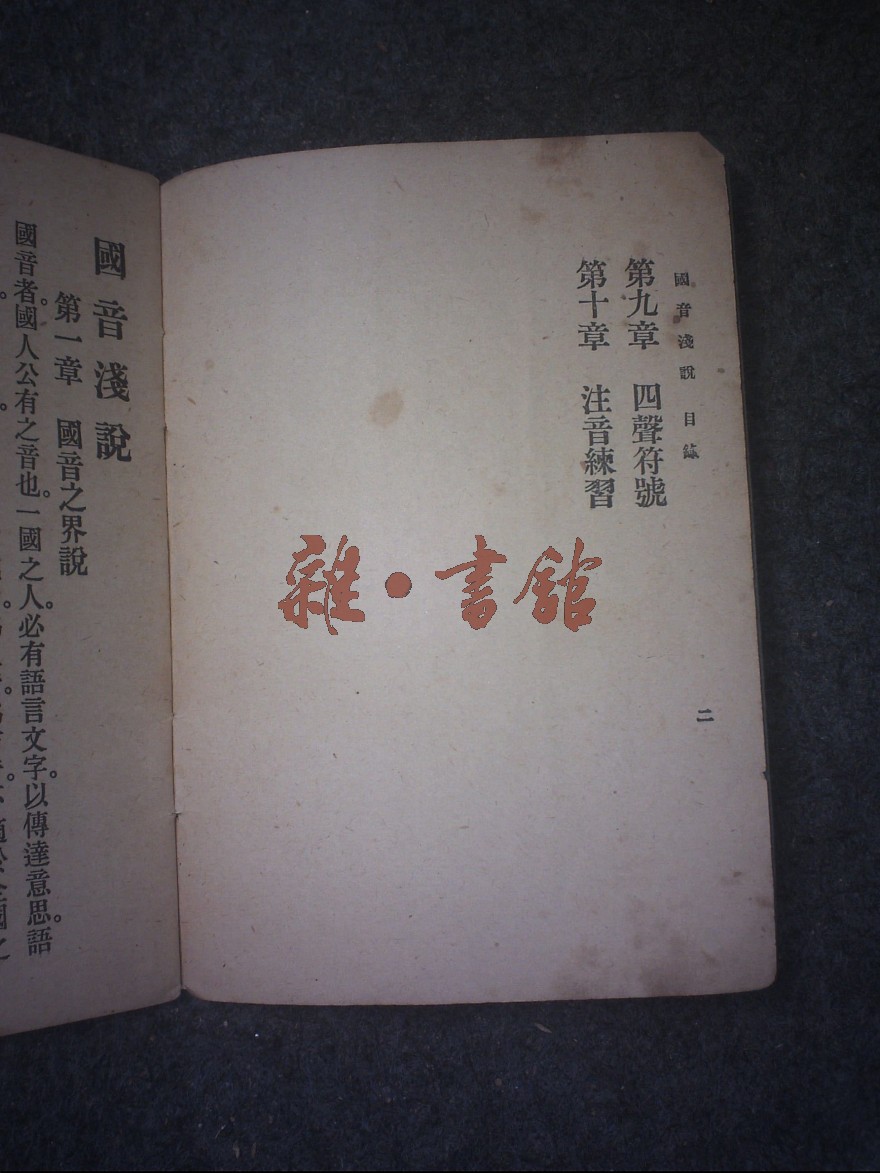 國音淺說 目錄
第九章 四聲符號
第十章 注音練習
二
雜·書館
國音淺說
第一章 國音之界說
國音者。國人公有之音也。一國之人。必有語言文字。以傳達意思。語